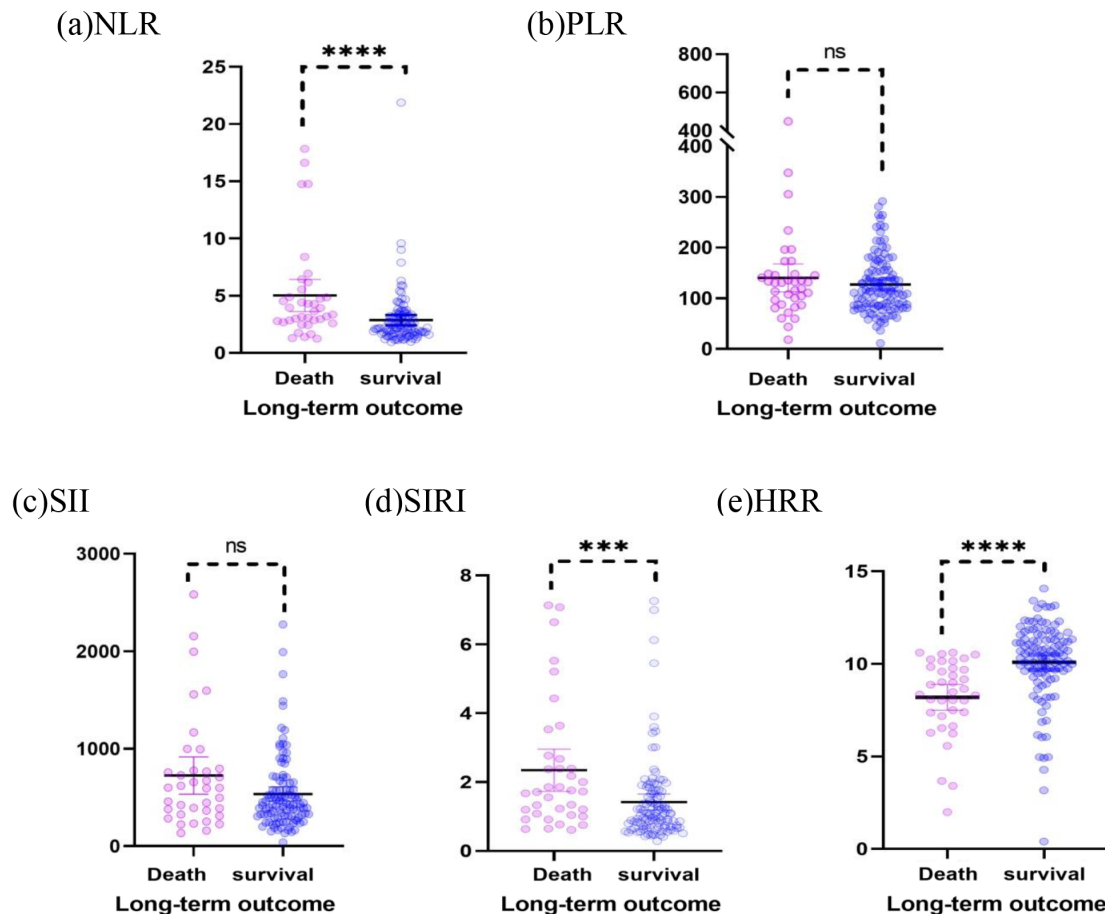 (a)NLR
****
25
20
15
10
5
0
Death survival
Long-term outcome
(b)PLR
ns
800
600
400
400
300
200
100
0
Death survival
Long-term outcome
(c)SII
ns
3000
2000
1000
0
Death survival
Long-term outcome
(d)SIRI
***
8
6
4
2
0
Death survival
Long-term outcome
(e)HRR
****
15
10
5
0
Death survival
Long-term outcome